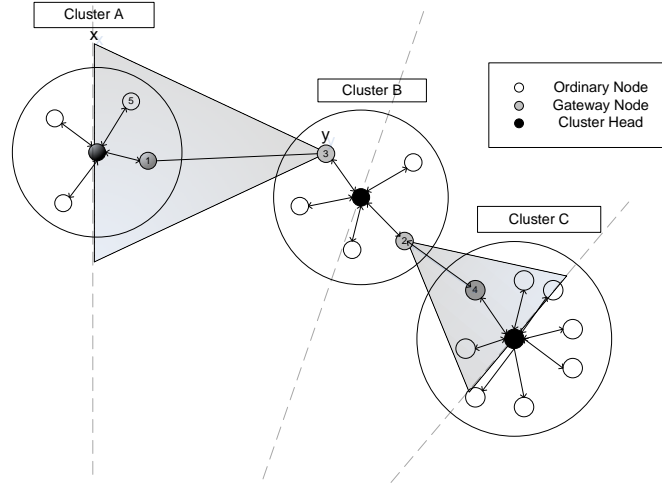 Cluster A
x
Cluster B
Ordinary Node
Gateway Node
Cluster Head
5
y
1
3
Cluster C
2
4